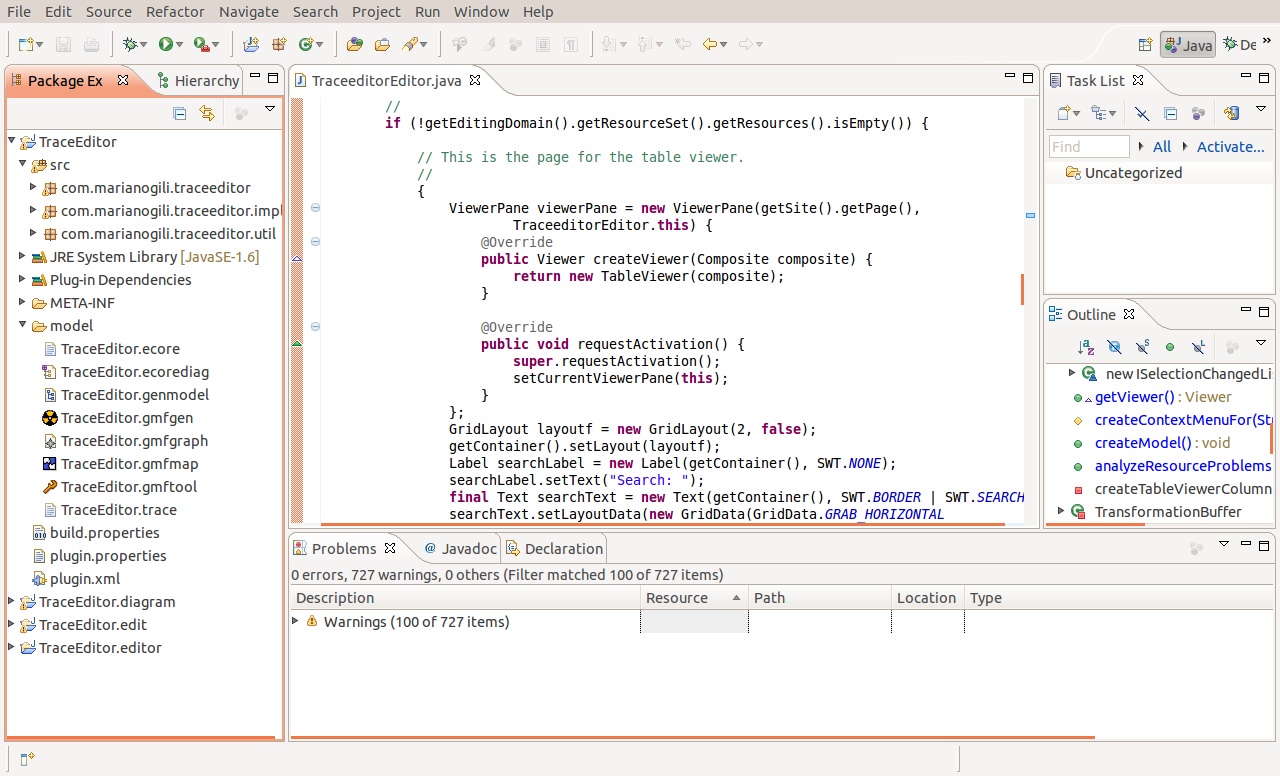 File Edit Source Refactor Navigate Search Project Run Window Help
Java De
Package Ex Hierarchy
TraceEditor
src
com.marianogili.traceeditor
com.marianogili.traceeditor.impl
com.marianogili.traceeditor.util
JRE System Library [JavaSE-1.6]
Plug-in Dependencies
META-INF
model
TraceEditor.ecore
TraceEditor.ecorediag
TraceEditor.genmodel
TraceEditor.gmfgen
TraceEditor.gmfgraph
TraceEditor.gmfmap
TraceEditor.gmftool
TraceEditor.trace
build.properties
plugin.properties
plugin.xml
TraceEditor.diagram
TraceEditor.edit
TraceEditor.editor
TraceeditorEditor.java
//
if (!getEditingDomain().getResourceSet().getResources().isEmpty()) {
// This is the page for the table viewer.
//
{
ViewerPane viewerPane = new ViewerPane(getSite().getPage(),
TraceeditorEditor.this) {
@Override
public Viewer createViewer(Composite composite) {
return new TableViewer(composite);
}
@Override
public void requestActivation() {
super.requestActivation();
setCurrentViewerPane(this);
}
};
GridLayout layoutf = new GridLayout(2, false);
getContainer().setLayout(layoutf);
Label searchLabel = new Label(getContainer(), SWT.NONE);
searchLabel.setText("Search: ");
final Text searchText = new Text(getContainer(), SWT.BORDER | SWT.SEARCH
searchText.setLayoutData(new GridData(GridData.GRAB_HORIZONTAL
Task List
Find All Activate...
Uncategorized
Outline
new ISelectionChangedLis
getViewer() : Viewer
createContextMenuFor(St
createModel() : void
analyzeResourceProblems
createTableViewerColumn
TransformationBuffer
Problems Javadoc Declaration
0 errors, 727 warnings, 0 others (Filter matched 100 of 727 items)
Description Resource Path Location Type
Warnings (100 of 727 items)